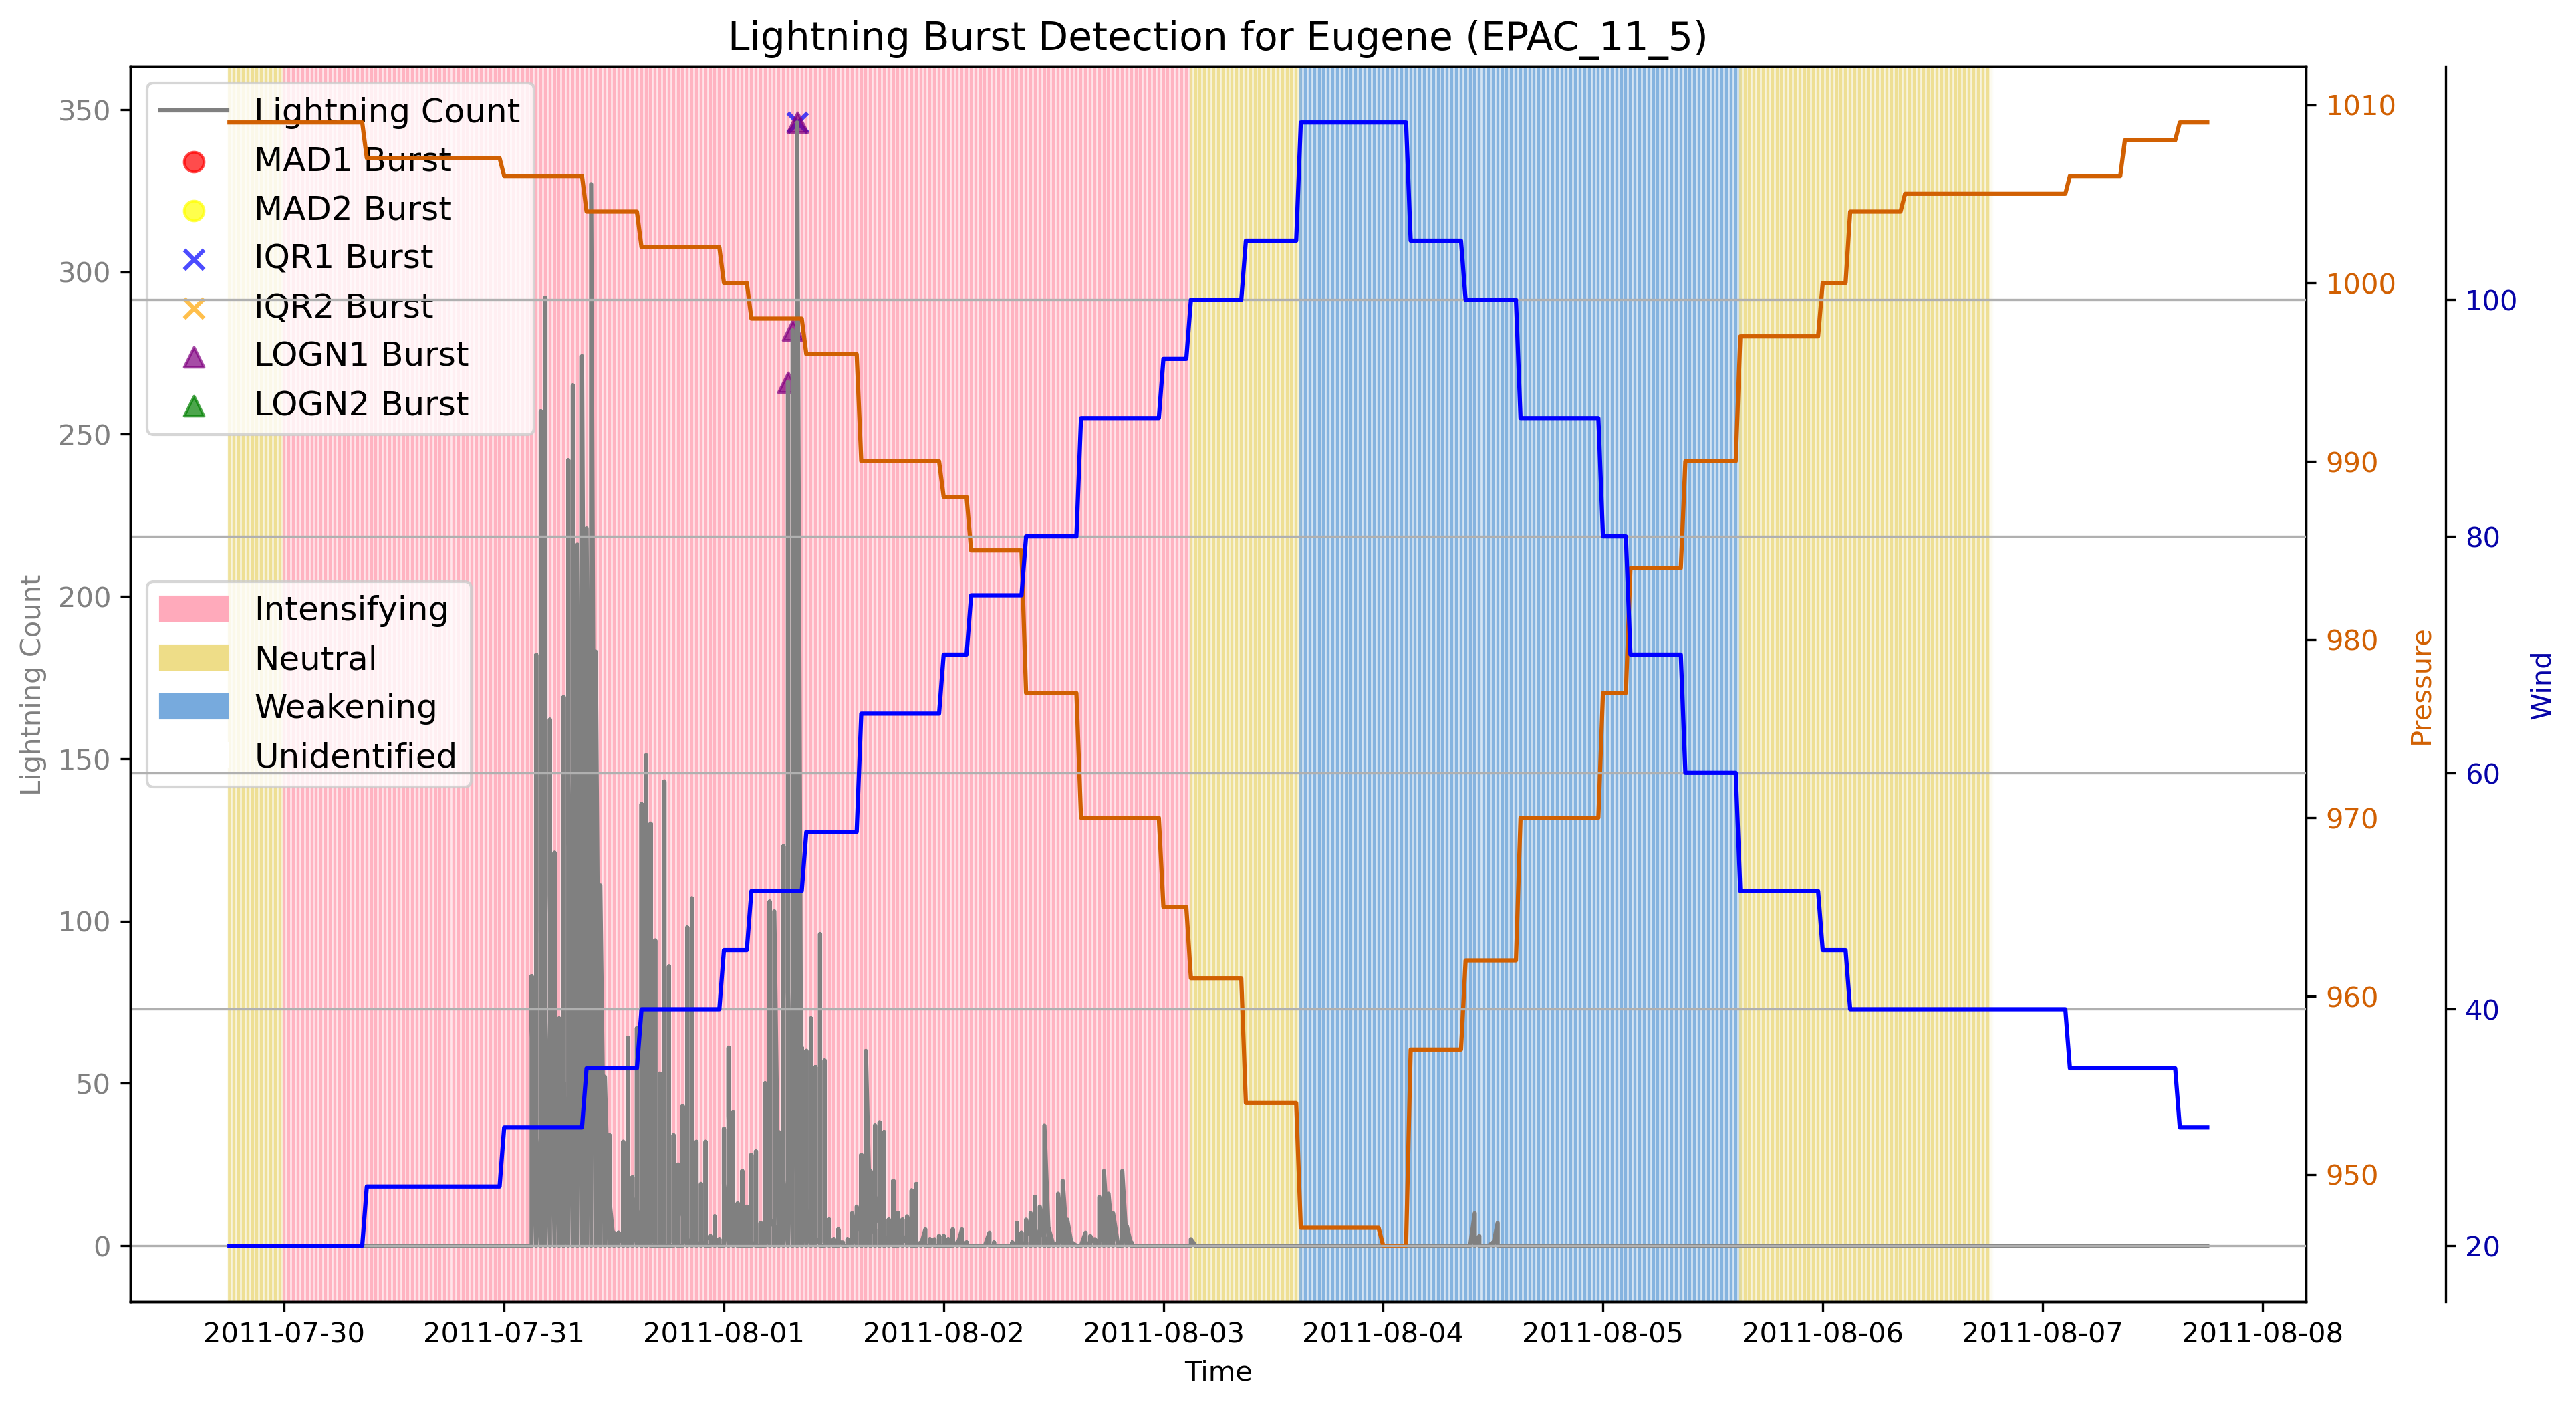 Lightning Burst Detection for Eugene (EPAC_11_5)
Lightning Count
MAD1 Burst
MAD2 Burst
IQR1 Burst
IQR2 Burst
LOGN1 Burst
LOGN2 Burst
Intensifying
Neutral
Weakening
Unidentified
Lightning Count
350
300
250
200
150
100
50
0
1010
1000
990
980
970
960
950
Pressure
100
80
60
40
20
Wind
2011-07-30 2011-07-31 2011-08-01 2011-08-02 2011-08-03 2011-08-04 2011-08-05 2011-08-06 2011-08-07 2011-08-08
Time